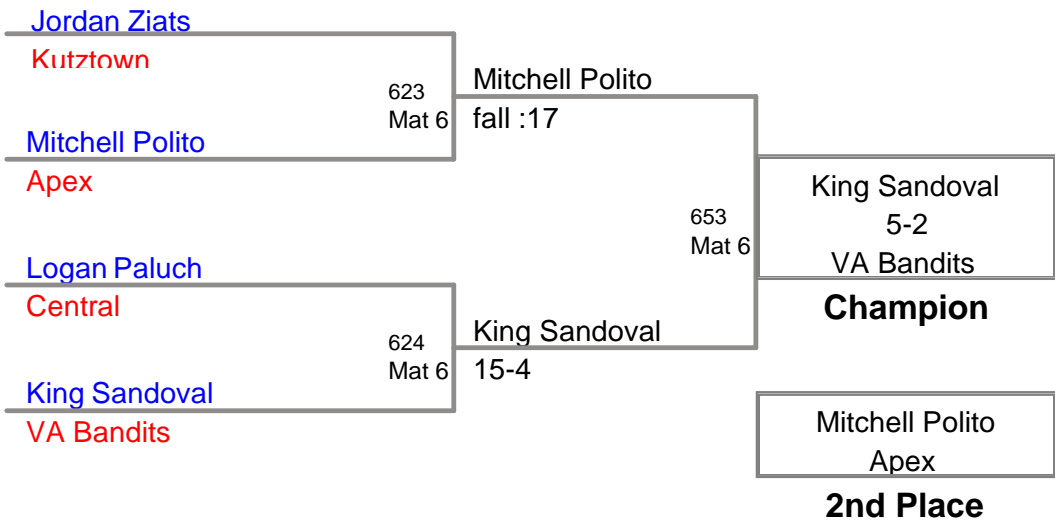 Jordan Ziats
Kutztown
623
Mat 6
Mitchell Polito
fall :17
Mitchell Polito
Apex
653
Mat 6
King Sandoval
5-2
VA Bandits
Champion
Logan Paluch
Central
624
Mat 6
King Sandoval
15-4
King Sandoval
VA Bandits
Mitchell Polito
Apex
2nd Place